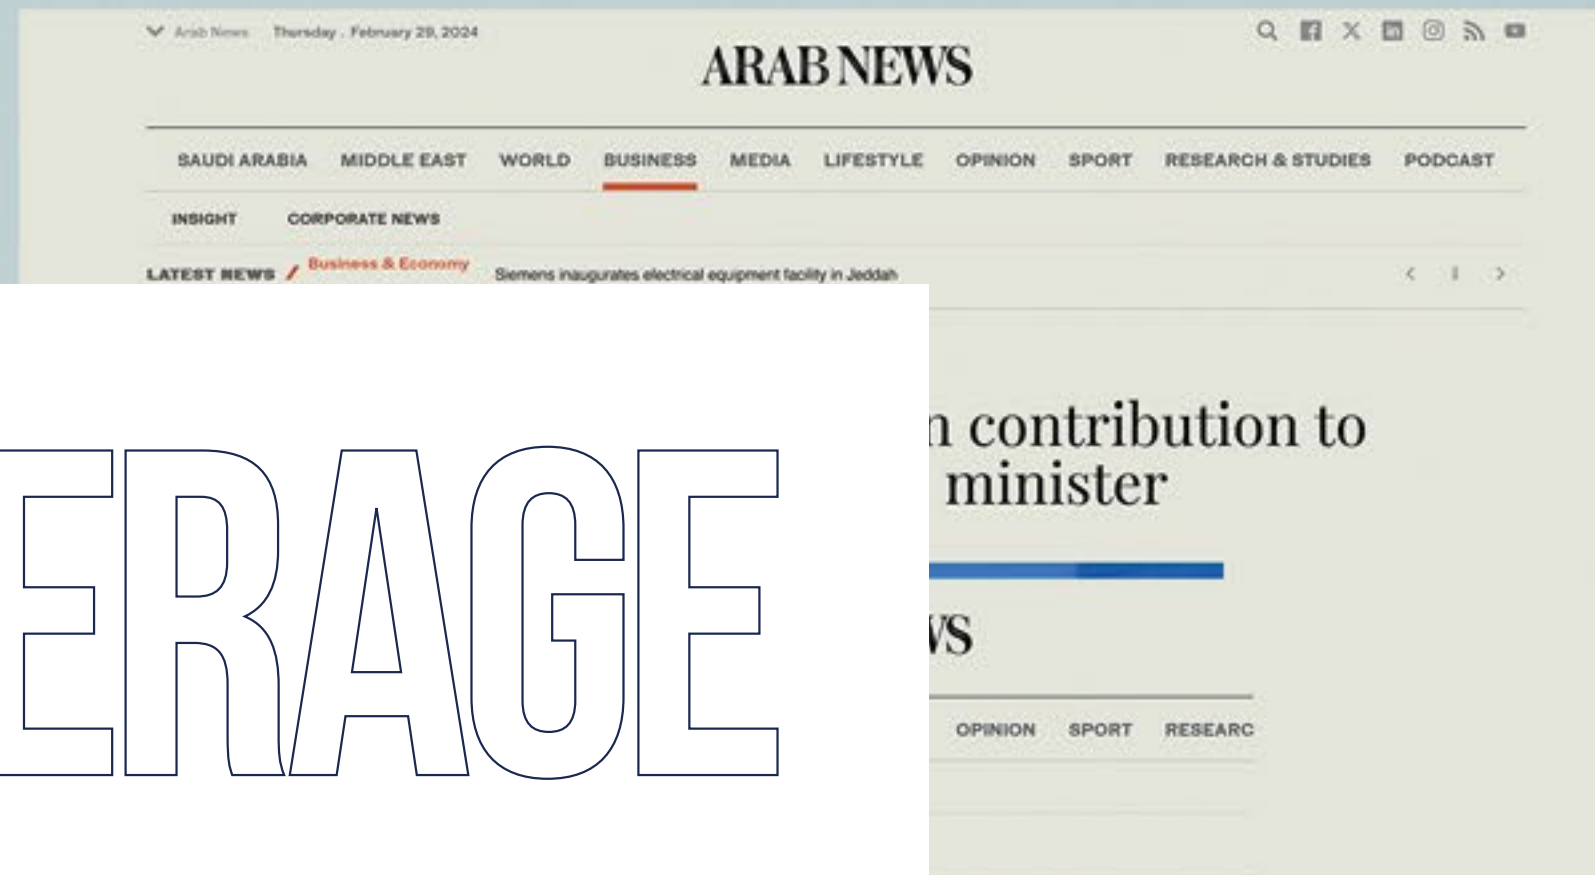 Arab News Thursday . February 29, 2024
ARAB NEWS
SAUDI ARABIA MIDDLE EAST WORLD BUSINESS MEDIA LIFESTYLE OPINION SPORT RESEARCH & STUDIES PODCAST
INSIGHT CORPORATE NEWS
LATEST NEWS / Business & Economy Siemens inaugurates electrical equipment facility in Jeddah
n contribution to
minister
ERAGE
WS
OPINION SPORT RESEARC